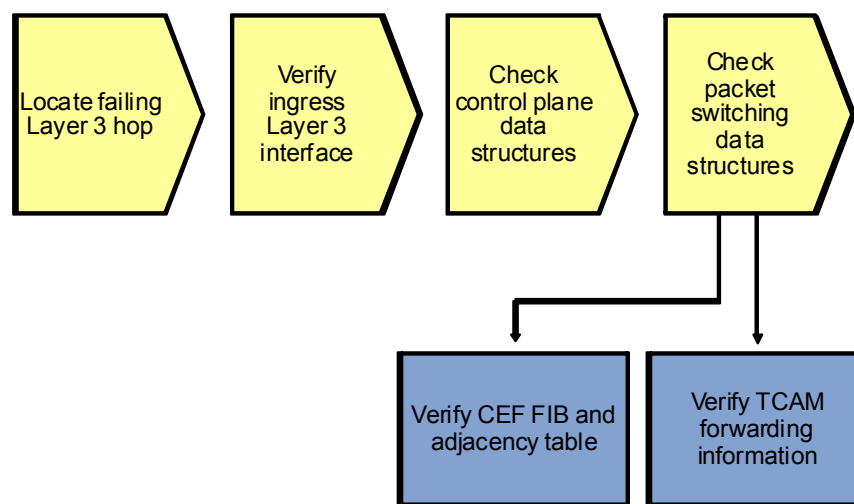 Locate failing
Layer 3 hop
Verify
ingress
Layer 3
interface
Check
control plane
data
structures
Check
packet
switching
data
structures
Verify CEF FIB and
adjacency table
Verify TCAM
forwarding
information